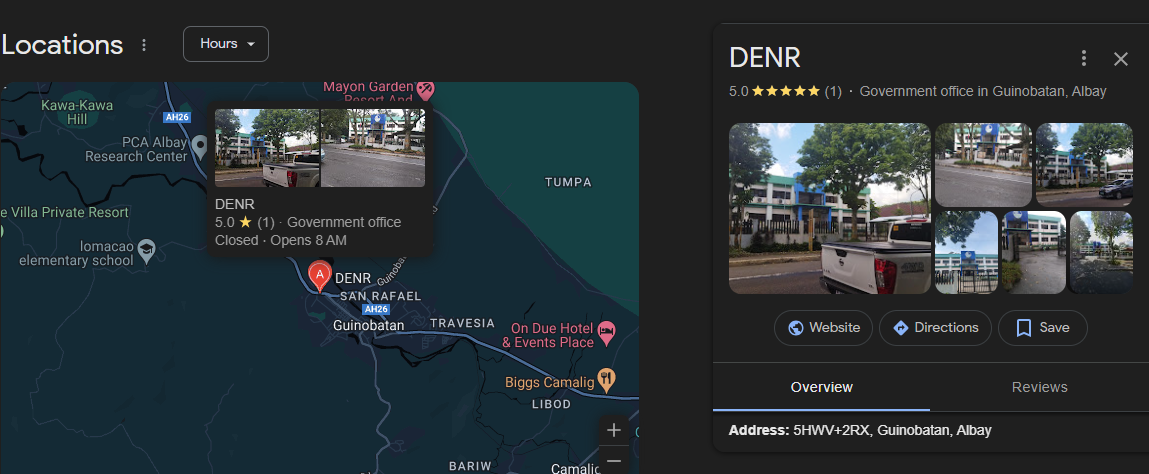 Locations
Hours
Mayon Garden
Resort And
Kawa-Kawa
Hill
AH26
PCA Albay
Research Center
TUMPA
e Villa Private Resort
DENR
5.0 ★ (1) · Government office
Closed · Opens 8 AM
Iomacao
elementary school
A
DENR
Guinoba
SAN RAFAEL
AH26
Guinobatan
TRAVESIA
On Due Hotel
& Events Place
Biggs Camalig
LIBOD
BARIW
Camalig
DENR
5.0 ★★★★★ (1) · Government office in Guinobatan, Albay
Website
Directions
Save
Overview
Reviews
Address: 5HWV+2RX, Guinobatan, Albay